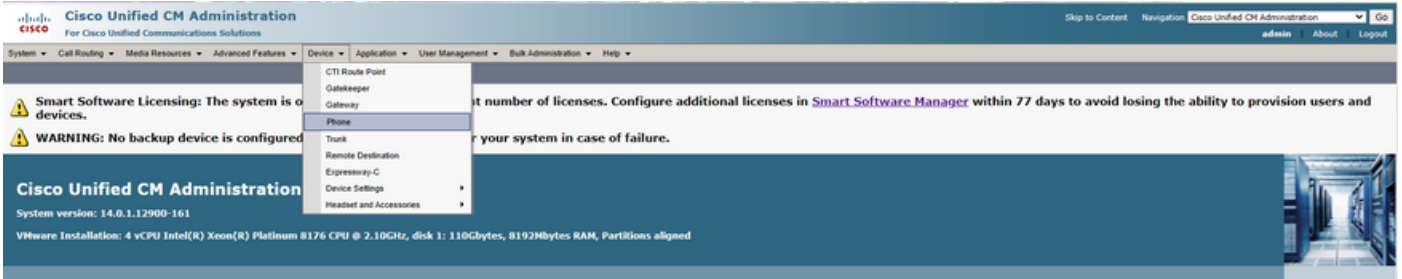 Cisco Unified CM Administration
CISCO
For Cisco Unified Communications Solutions
Skip to Content Navigation Cisco Unified CM Administration Go
admin About Logout
System Call Routing Media Resources Advanced Features Device Application User Management Bulk Administration Help
CTI Route Point
Gatekeeper
Gateway
Phone
Trunk
Remote Destination
Expressway-C
Device Settings
Headset and Accessories
Smart Software Licensing: The system is o t number of licenses. Configure additional licenses in Smart Software Manager within 77 days to avoid losing the ability to provision users and
devices.
WARNING: No backup device is configured r your system in case of failure.
Cisco Unified CM Administration
System version: 14.0.1.12900-161
VMware Installation: 4 vCPU Intel(R) Xeon(R) Platinum 8176 CPU @ 2.10GHz, disk 1: 110Gbytes, 8192Mbytes RAM, Partitions aligned